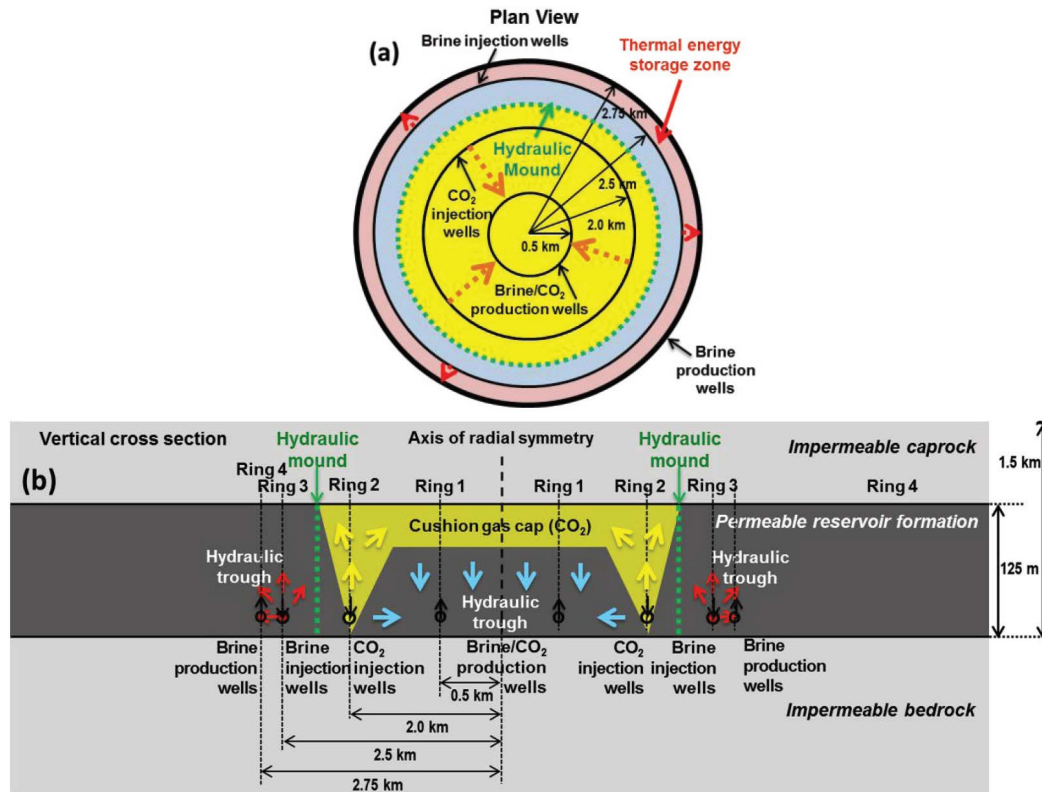 Plan View
(a)
Brine injection wells
Thermal energy
storage zone
2.75 km
Hydraulic
Mound
2.5 km
CO2
injection
wells
2.0 km
0.5 km
Brine/CO2
production wells
Brine
production
wells
Vertical cross section
Hydraulic
mound
Axis of radial symmetry
Hydraulic
mound
Impermeable caprock
1.5 km
(b)
Ring 4
Ring 3
Ring 2
Ring 1
Ring 1
Ring 2
Ring 3
Ring 4
Cushion gas cap (CO2)
Permeable reservoir formation
Hydraulic
trough
Hydraulic
trough
Hydraulic
trough
125 m
Brine
production
wells
Brine
injection
wells
CO2
injection
wells
Brine/CO2
production
wells
CO2
injection
wells
Brine
injection
wells
Brine
production
wells
0.5 km
2.0 km
2.5 km
2.75 km
Impermeable bedrock